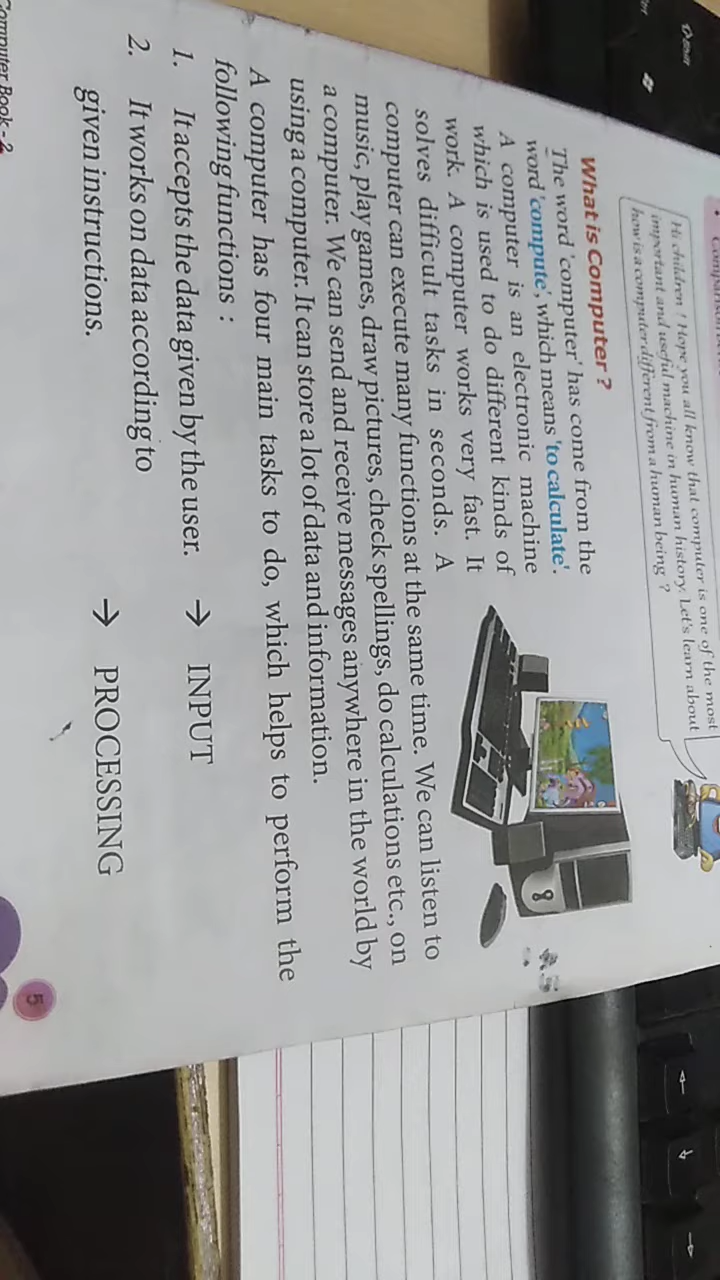 Hi children ! Hope you all know that computer is one of the most
important and useful machine in human history. Let's learn about
how is a computer different from a human being ?
What is Computer ?
The word 'computer' has come from the
word 'compute', which means 'to calculate'.
A computer is an electronic machine
which is used to do different kinds of
work. A computer works very fast. It
solves difficult tasks in seconds. A
computer can execute many functions at the same time. We can listen to
music, play games, draw pictures, check spellings, do calculations etc., on
a computer. We can send and receive messages anywhere in the world by
using a computer. It can store a lot of data and information.
A computer has four main tasks to do, which helps to perform the
following functions :
1. It accepts the data given by the user. → INPUT
2. It works on data according to
given instructions. → PROCESSING
Computer Book - 2
5